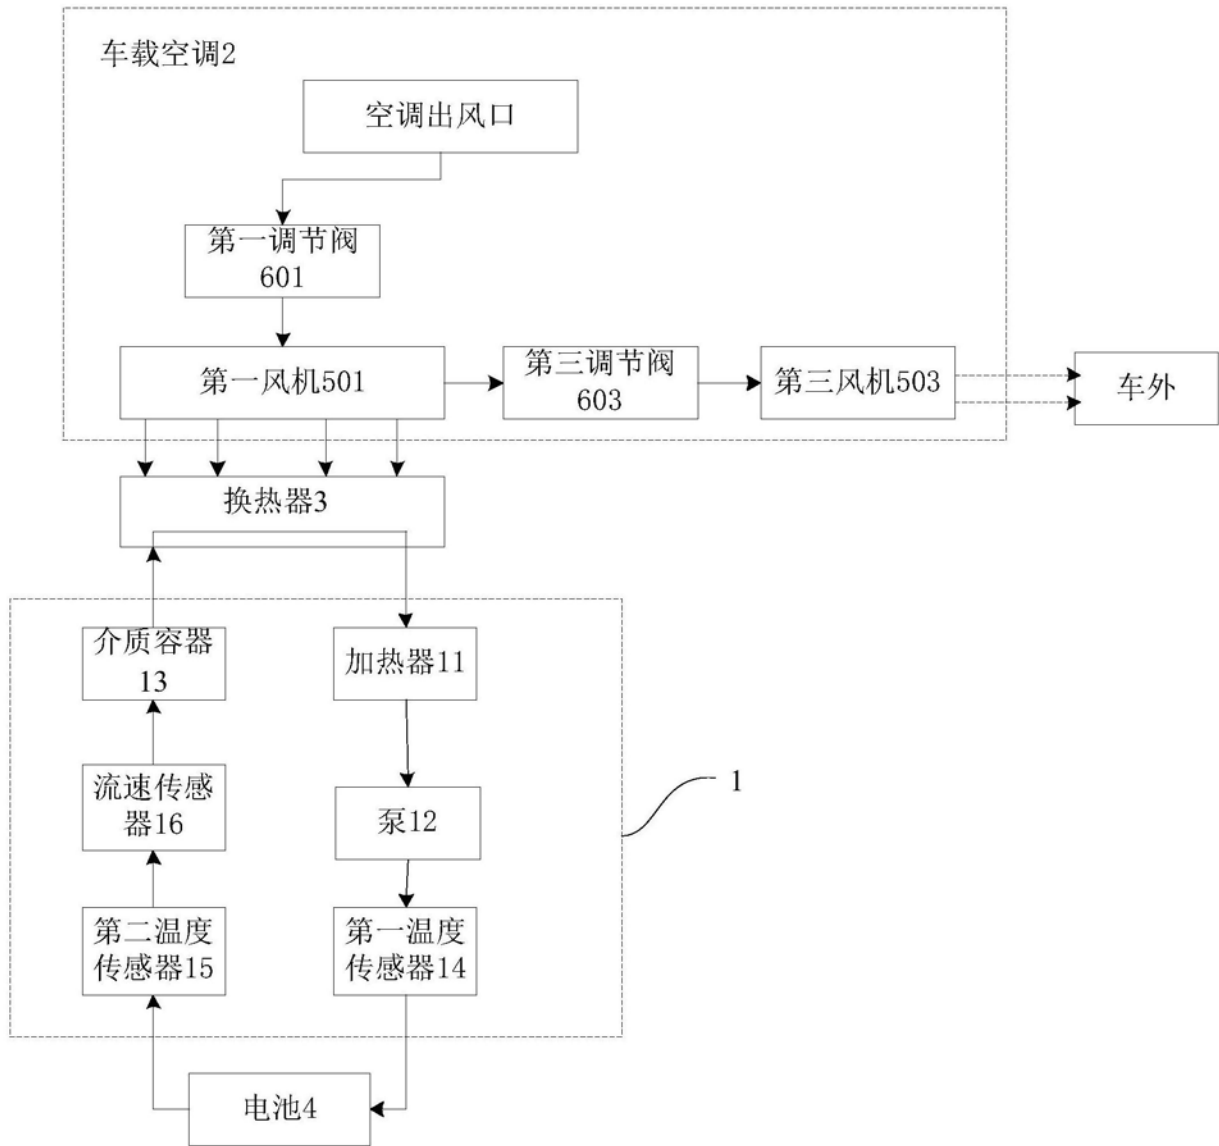 车载空调2
空调出风口
第一调节阀
601
第一风机501
第三调节阀
603
第三风机503
车外
换热器3
介质容器
13
加热器11
流速传感
器16
泵12
1
第二温度
传感器15
第一温度
传感器14
电池4